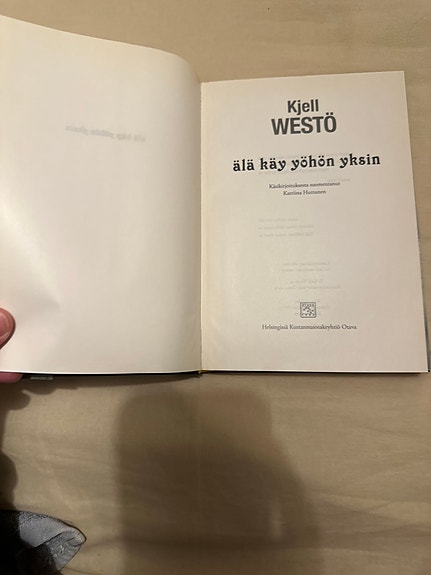 Kjell
WESTÖ
älä käy yöhön yksin
Käsikirjoituksesta suomentanut
Katriina Huttunen
Helsingissä Kustannusosakeyhtiö Otava